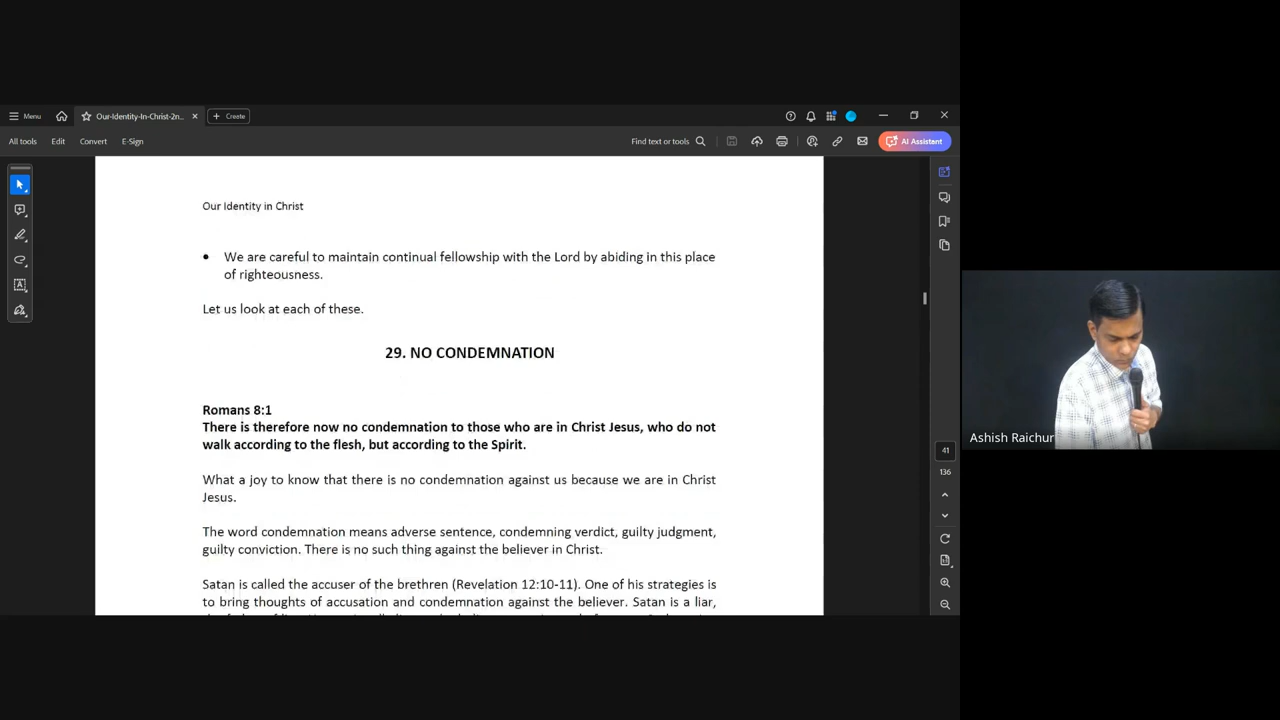 Menu
Our-Identity-In-Christ-2n...
Create
All tools
Edit
Convert
E-Sign
Find text or tools
AI Assistant
Our Identity in Christ
• We are careful to maintain continual fellowship with the Lord by abiding in this place
of righteousness.
Let us look at each of these.
29. NO CONDEMNATION
Romans 8:1
There is therefore now no condemnation to those who are in Christ Jesus, who do not
walk according to the flesh, but according to the Spirit.
What a joy to know that there is no condemnation against us because we are in Christ
Jesus.
The word condemnation means adverse sentence, condemning verdict, guilty judgment,
guilty conviction. There is no such thing against the believer in Christ.
Satan is called the accuser of the brethren (Revelation 12:10-11). One of his strategies is
to bring thoughts of accusation and condemnation against the believer. Satan is a liar,
41
136
Ashish Raichur